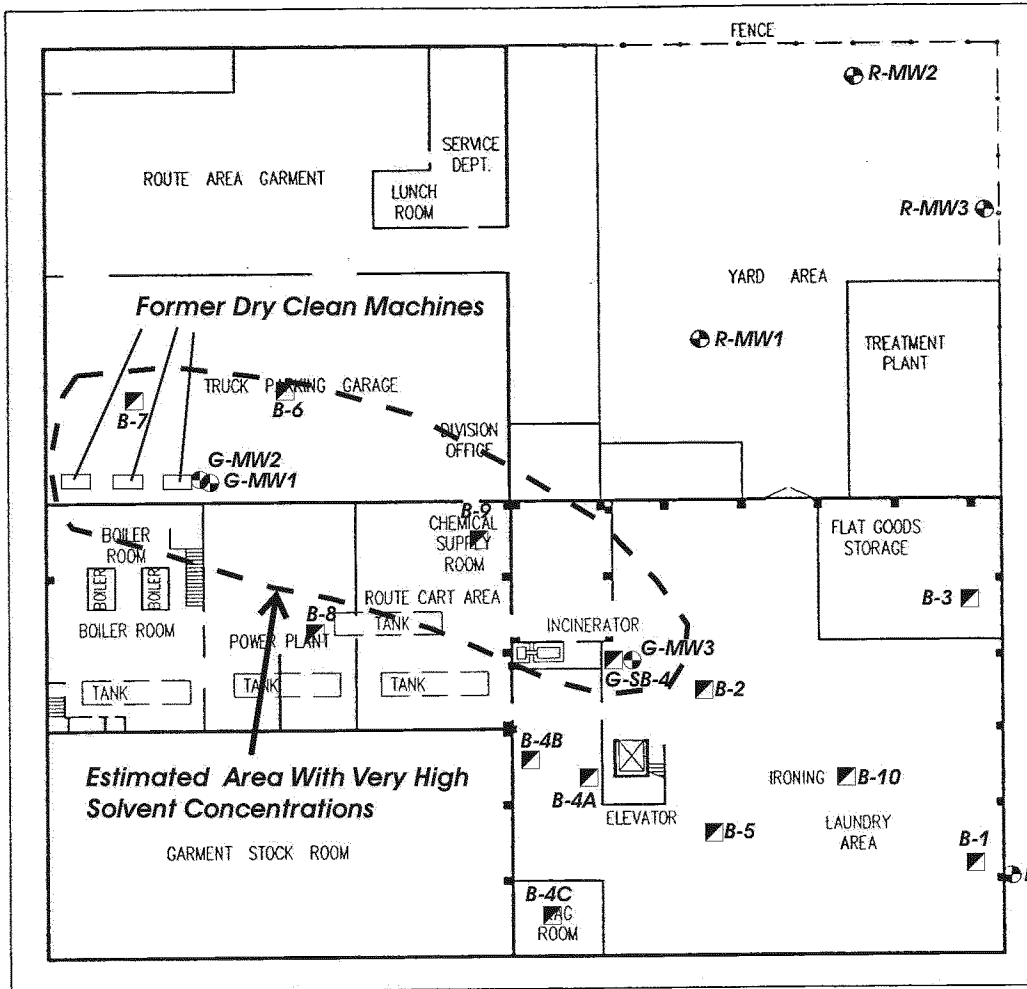 FENCE
R-MW2
SERVICE
DEPT.
ROUTE AREA GARMENT
LUNCH
ROOM
R-MW3
YARD AREA
Former Dry Clean Machines
R-MW1
TREATMENT
PLANT
TRUCK PARKING GARAGE
B-7
B-6
DIVISION
OFFICE
G-MW2
G-MW1
B-9
CHEMICAL
SUPPLY
ROOM
FLAT GOODS
STORAGE
BOILER
ROOM
BOILER
BOILER
ROUTE CART AREA
B-3
B-8
TANK
INCINERATOR
BOILER ROOM
POWER PLANT
G-MW3
G-SB-4
TANK
TANK
TANK
B-2
B-4B
B-4A
Estimated Area With Very High
Solvent Concentrations
IRONING
B-10
ELEVATOR
B-5
LAUNDRY
AREA
GARMENT STOCK ROOM
B-1
B-4C
ROOM